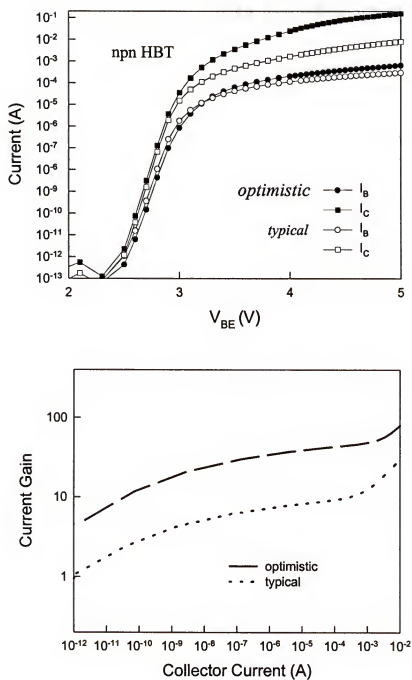 10⁻¹
10⁻²
10⁻³
10⁻⁴
10⁻⁵
10⁻⁶
10⁻⁷
10⁻⁸
10⁻⁹
10⁻¹⁰
10⁻¹¹
10⁻¹²
10⁻¹³
Current (A)
npn HBT
optimistic
I_B
I_C
typical
I_B
I_C
2 3 4 5
V_BE (V)
100
10
1
Current Gain
optimistic
typical
10⁻¹² 10⁻¹¹ 10⁻¹⁰ 10⁻⁹ 10⁻⁸ 10⁻⁷ 10⁻⁶ 10⁻⁵ 10⁻⁴ 10⁻³ 10⁻²
Collector Current (A)